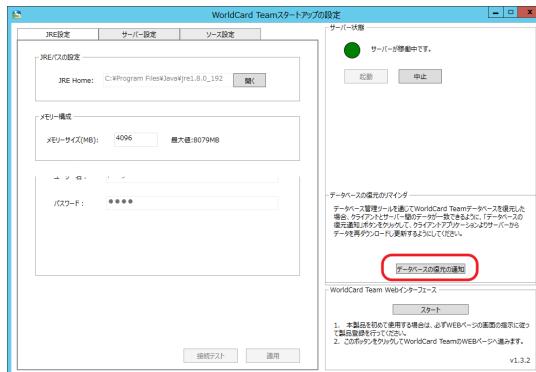 WorldCard Teamスタートアップの設定
JRE設定
サーバー設定
ソース設定
JREパスの設定
JRE Home:
C:¥Program Files¥Java¥jre1.8.0_192
開く
メモリー構成
メモリーサイズ(MB):
4096
最大値:8079MB
パスワード:
接続テスト
適用
サーバー状態
サーバーが稼働中です。
起動
中止
データベースの復元のリマインダ
データベース管理ツールを通じてWorldCard Teamデータベースを復元した
場合、クライアントとサーバー間のデータが一致できるように、「データベースの
復元通知」ボタンをクリックして、クライアントアプリケーションよりサーバーから
データを再ダウンロードし更新するようにしてください。
データベースの復元の通知
WorldCard Team Webインターフェース
スタート
1. 本製品を初めて使用する場合は、必ずWEBページの画面の指示に従っ
て製品登録を行ってください。
2. このボタンをクリックしてWorldCard TeamのWEBページへ進みます。
v1.3.2